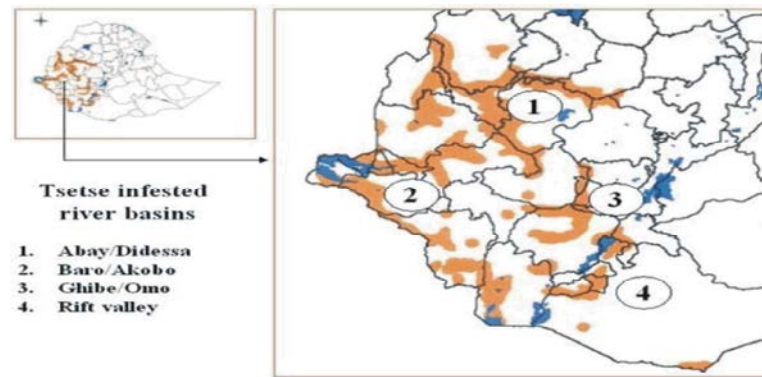 Tsetse infested
river basins
1. Abay/Didessa
2. Baro/Akobo
3. Ghibe/Omo
4. Rift valley
1
2
3
4